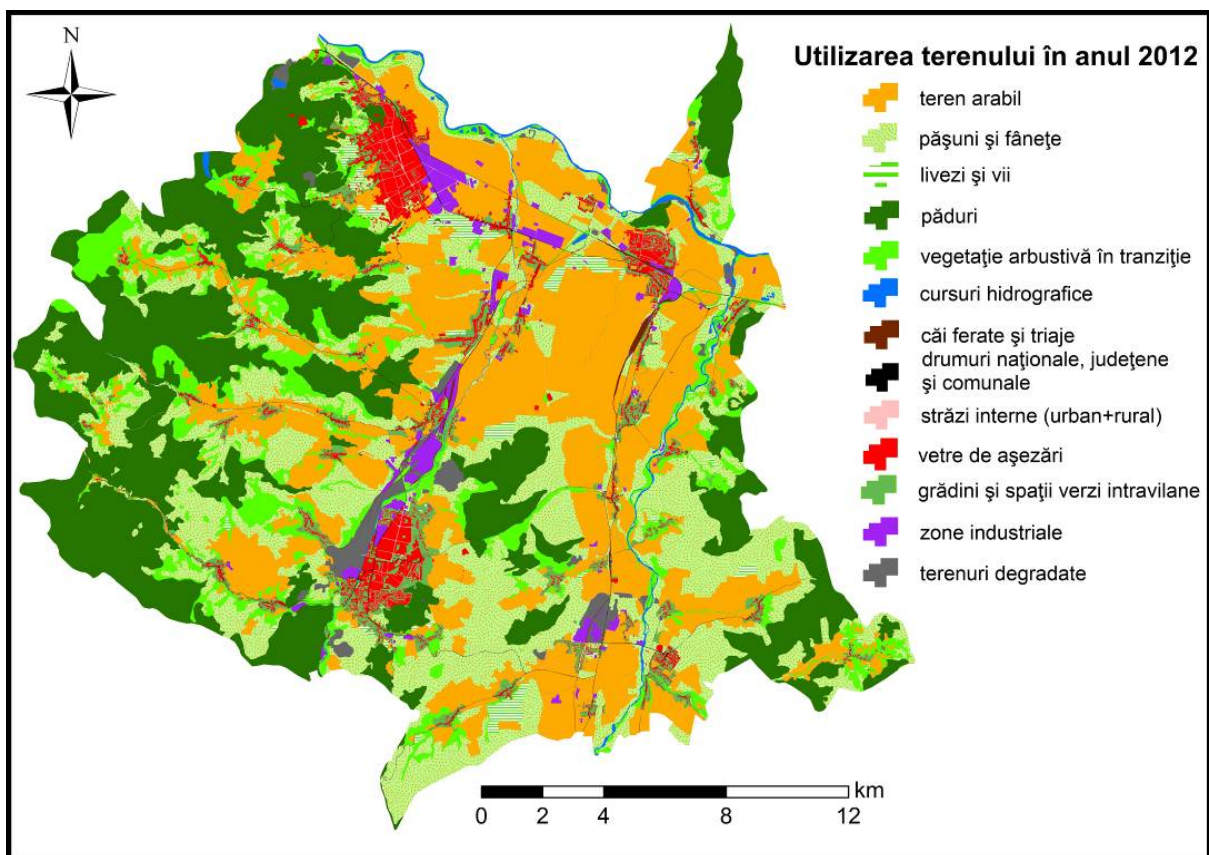 N
Utilizarea terenului în anul 2012
teren arabil
păşuni şi fâneţe
livezi şi vii
păduri
vegetaţie arbustivă în tranziţie
cursuri hidrografice
căi ferate şi triaje
drumuri naţionale, judeţene
şi comunale
străzi interne (urban+rural)
vetre de aşezări
grădini şi spaţii verzi intravilane
zone industriale
terenuri degradate
km
0 2 4 8 12